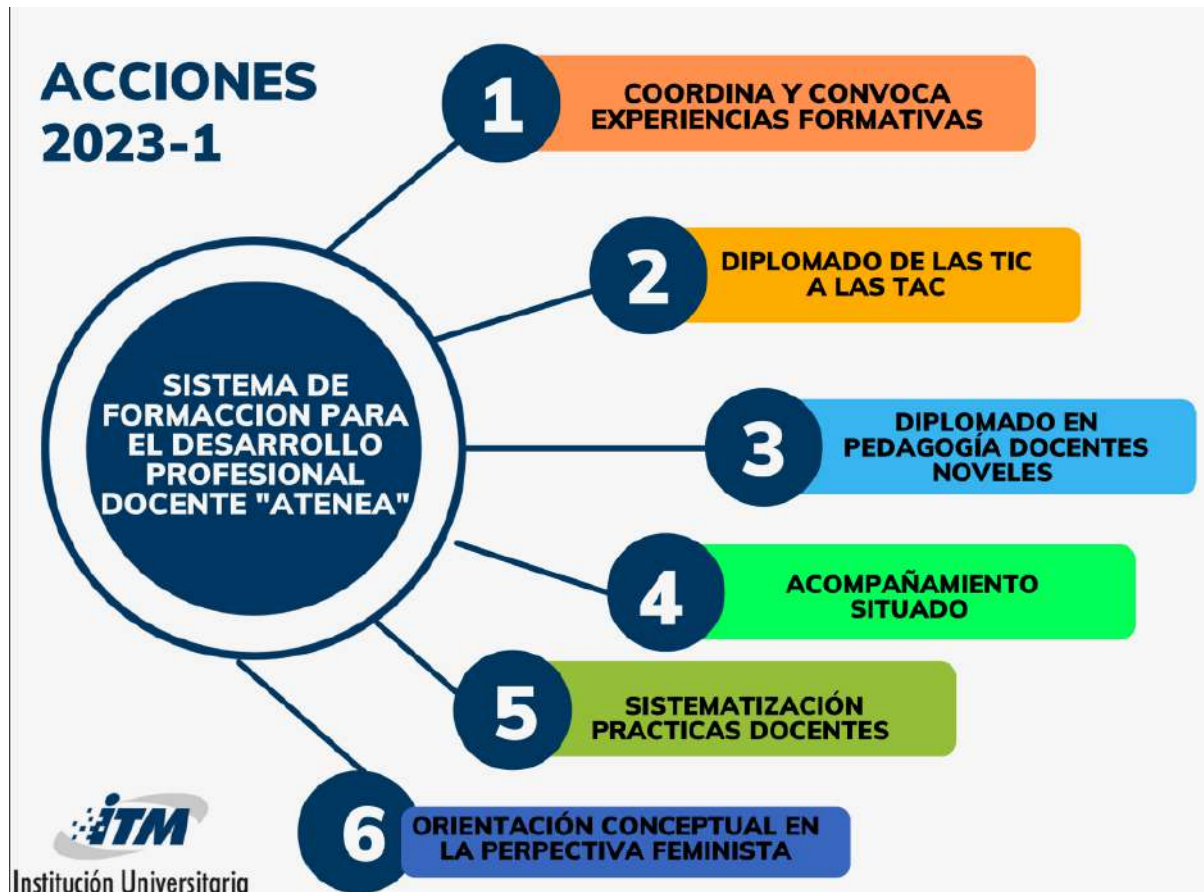 ACCIONES
2023-1
1
COORDINA Y CONVOCA
EXPERIENCIAS FORMATIVAS
2
DIPLOMADO DE LAS TIC
A LAS TAC
SISTEMA DE
FORMACCION PARA
EL DESARROLLO
PROFESIONAL
DOCENTE "ATENEA"
3
DIPLOMADO EN
PEDAGOGÍA DOCENTES
NOVELES
4
ACOMPAÑAMIENTO
SITUADO
5
SISTEMATIZACIÓN
PRACTICAS DOCENTES
6
ORIENTACIÓN CONCEPTUAL EN
LA PERPECTIVA FEMINISTA
iTM
Institución Universitaria